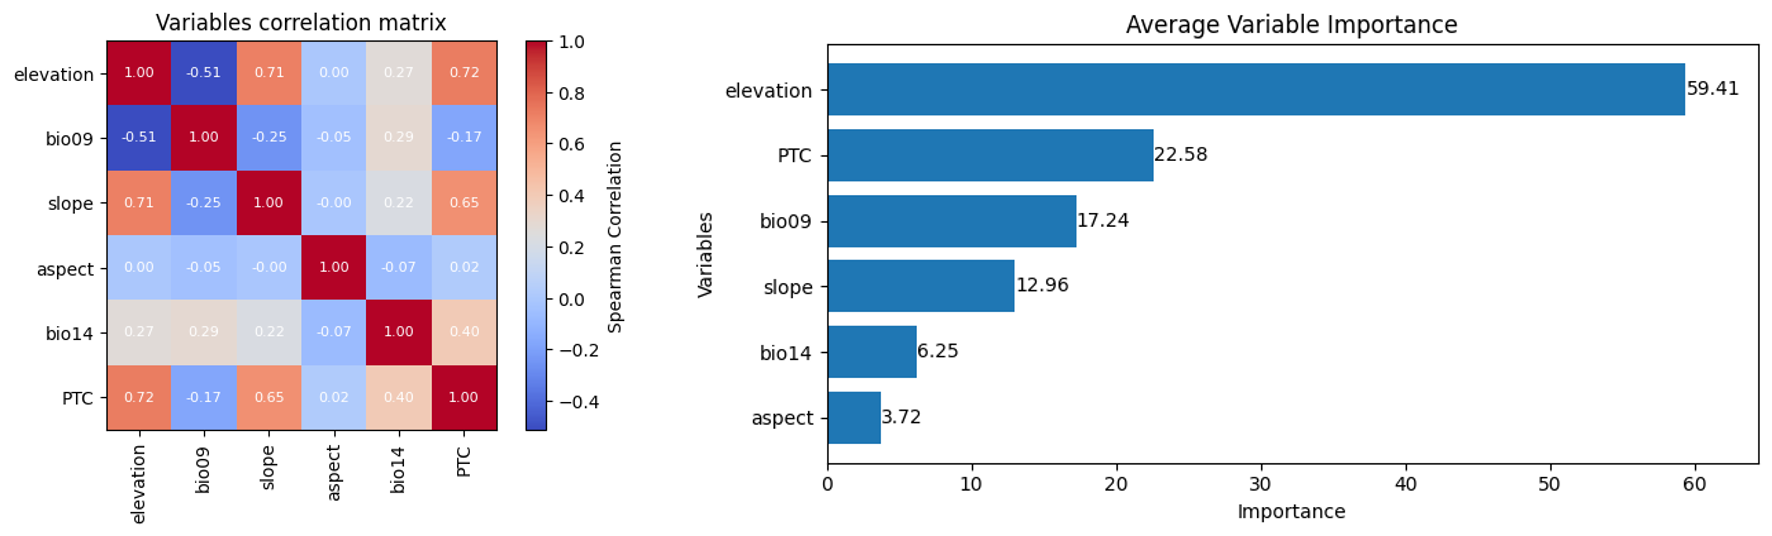 Variables correlation matrix
elevation 1.00 -0.51 0.71 0.00 0.27 0.72
bio09 -0.51 1.00 -0.25 -0.05 0.29 -0.17
slope 0.71 -0.25 1.00 -0.00 0.22 0.65
aspect 0.00 -0.05 -0.00 1.00 -0.07 0.02
bio14 0.27 0.29 0.22 -0.07 1.00 0.40
PTC 0.72 -0.17 0.65 0.02 0.40 1.00
elevation bio09 slope aspect bio14 PTC
1.0
0.8
0.6
0.4
0.2
0.0
−0.2
−0.4
Spearman Correlation
Average Variable Importance
Variables
elevation 59.41
PTC 22.58
bio09 17.24
slope 12.96
bio14 6.25
aspect 3.72
0 10 20 30 40 50 60
Importance